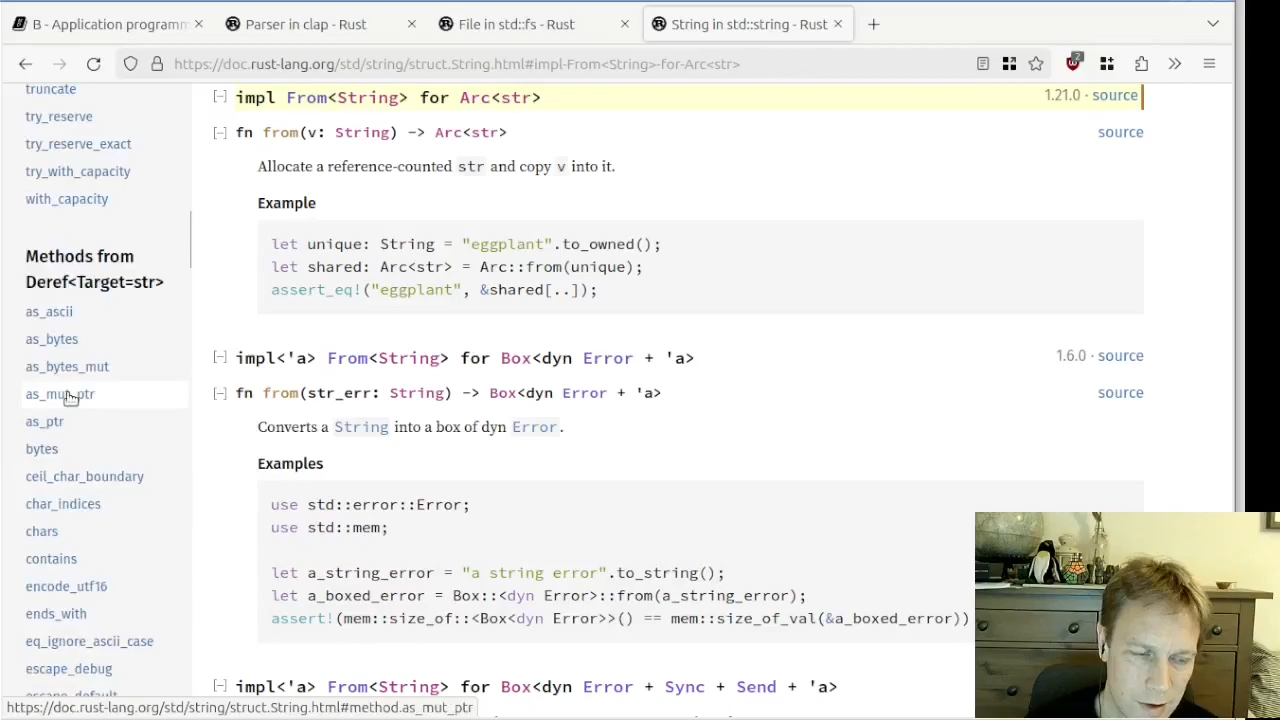 B - Application programm
Parser in clap - Rust
File in std::fs - Rust
String in std::string - Rust
https://doc.rust-lang.org/std/string/struct.String.html#impl-From<String>-for-Arc<str>
2
truncate
try_reserve
try_reserve_exact
try_with_capacity
with_capacity
Methods from
Deref<Target=str>
as_ascii
as_bytes
as_bytes_mut
as_mut_ptr
as_ptr
bytes
ceil_char_boundary
char_indices
chars
contains
encode_utf16
ends_with
eq_ignore_ascii_case
escape_debug
escape_default
[-] impl From<String> for Arc<str> 1.21.0 · source
[-] fn from(v: String) -> Arc<str> source
Allocate a reference-counted str and copy v into it.
Example
let unique: String = "eggplant".to_owned();
let shared: Arc<str> = Arc::from(unique);
assert_eq!("eggplant", &shared[..]);
[-] impl<'a> From<String> for Box<dyn Error + 'a> 1.6.0 · source
[-] fn from(str_err: String) -> Box<dyn Error + 'a> source
Converts a String into a box of dyn Error.
Examples
use std::error::Error;
use std::mem;
let a_string_error = "a string error".to_string();
let a_boxed_error = Box::<dyn Error>::from(a_string_error);
assert!(mem::size_of::<Box<dyn Error>>() == mem::size_of_val(&a_boxed_error))
[-] impl<'a> From<String> for Box<dyn Error + Sync + Send + 'a>
https://doc.rust-lang.org/std/string/struct.String.html#method.as_mut_ptr